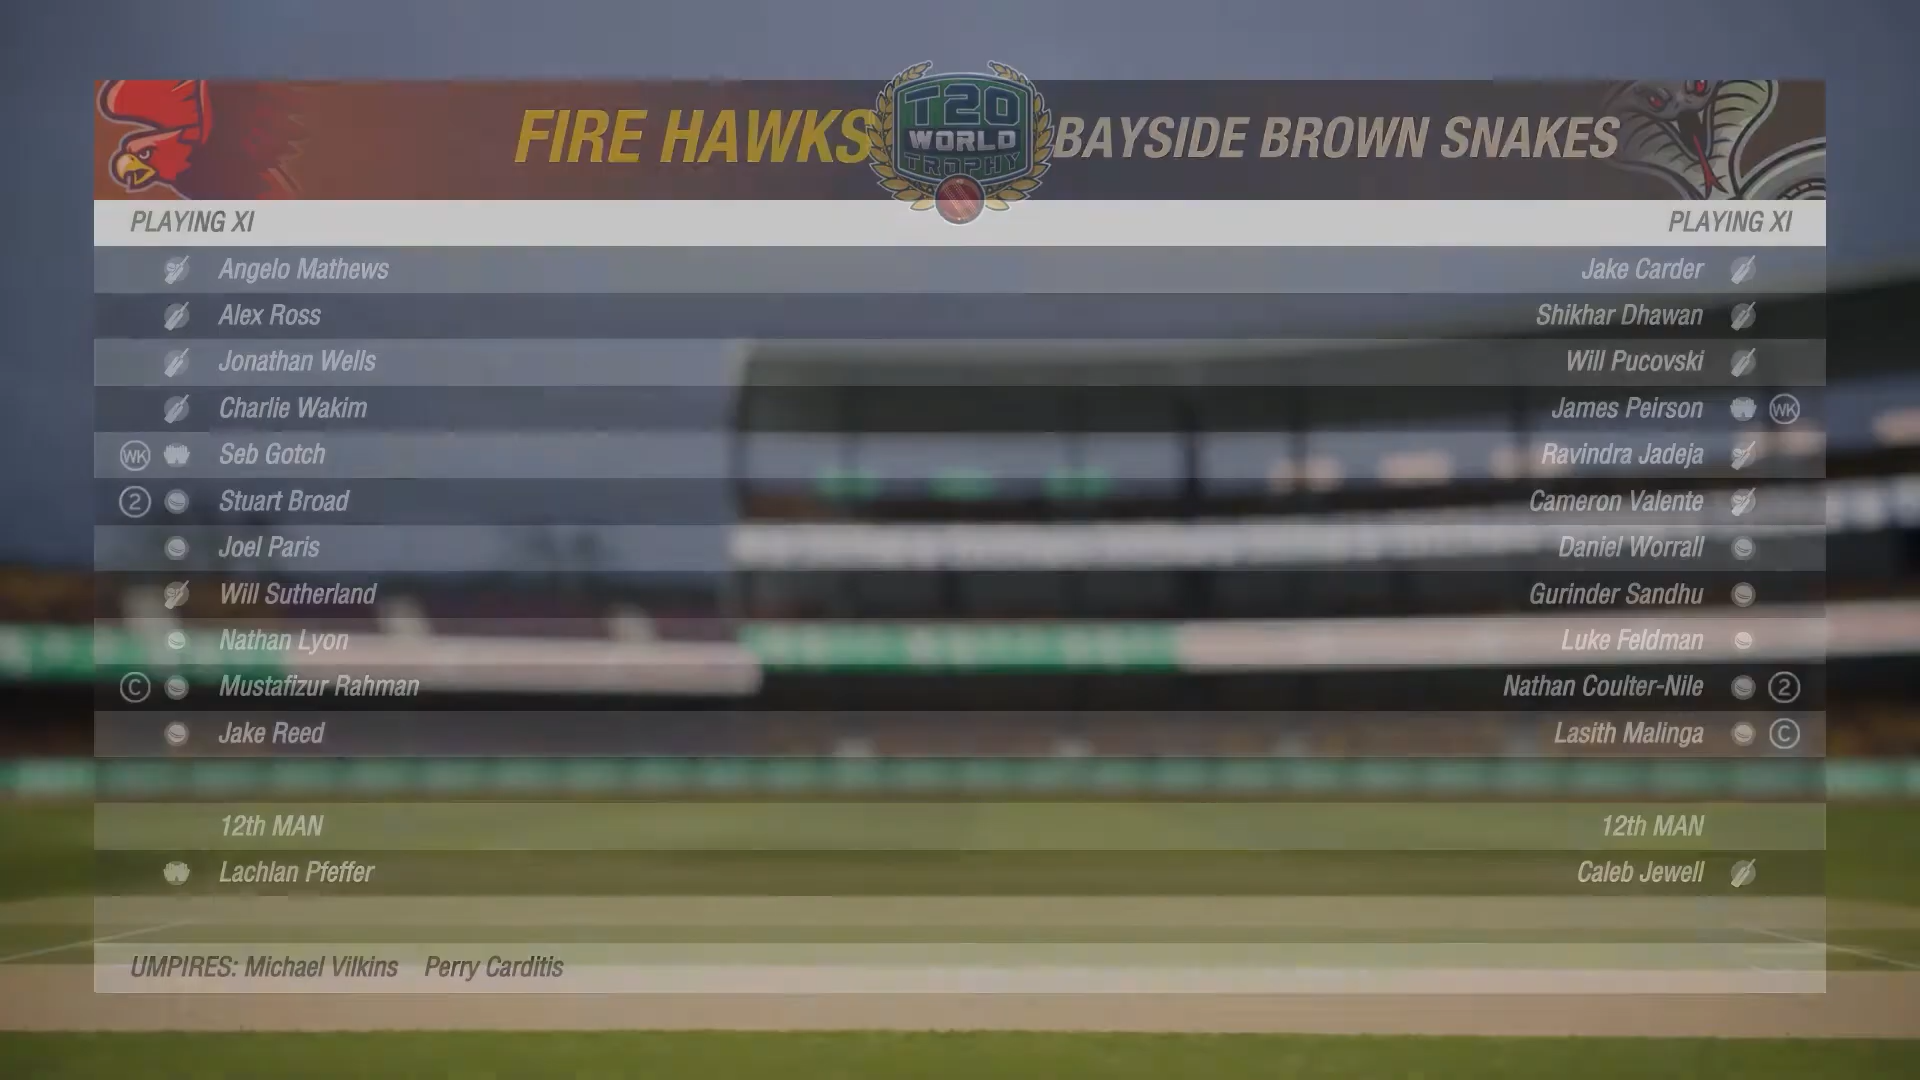 FIRE HAWKS
T20
WORLD
TROPHY
BAYSIDE BROWN SNAKES
PLAYING XI
PLAYING XI
Angelo Mathews
Jake Carder
Alex Ross
Shikhar Dhawan
Jonathan Wells
Will Pucovski
Charlie Wakim
James Peirson WK
WK Seb Gotch
Ravindra Jadeja
2 Stuart Broad
Cameron Valente
Joel Paris
Daniel Worrall
Will Sutherland
Gurinder Sandhu
Nathan Lyon
Luke Feldman
C Mustafizur Rahman
Nathan Coulter-Nile 2
Jake Reed
Lasith Malinga C
12th MAN
12th MAN
Lachlan Pfeffer
Caleb Jewell
UMPIRES: Michael Vilkins Perry Carditis